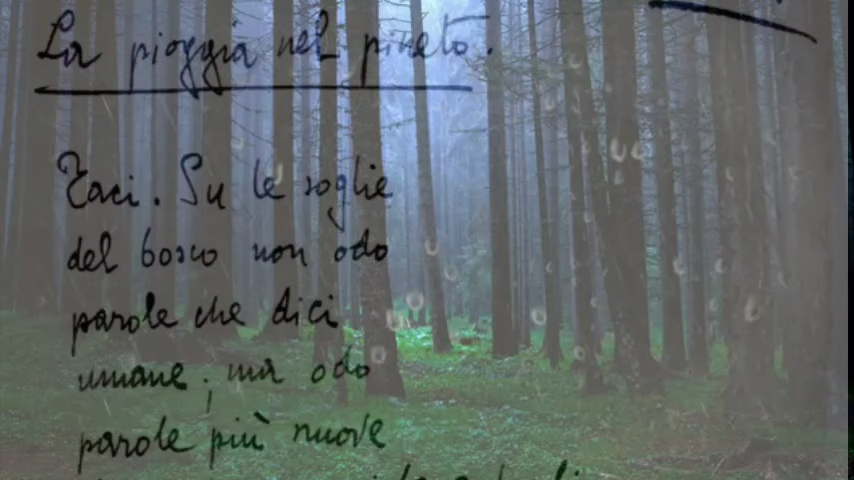 La pioggia nel pineto.
Taci. Su le soglie
del bosco non odo
parole che dici
umane; ma odo
parole più nuove